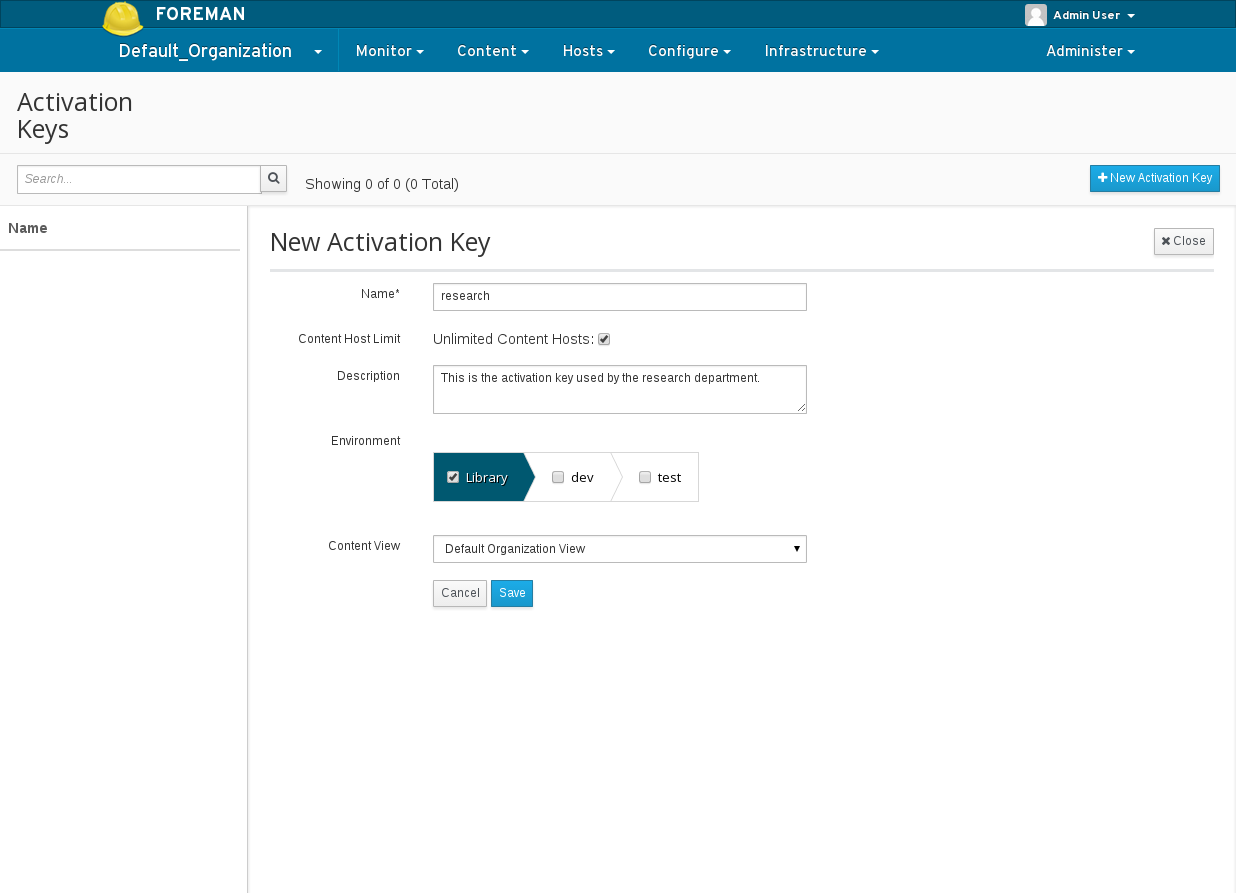 FOREMAN
Admin User
Default_Organization
Monitor
Content
Hosts
Configure
Infrastructure
Administer
Activation
Keys
Search...
Showing 0 of 0 (0 Total)
New Activation Key
Name
New Activation Key
Close
Name*
research
Content Host Limit
Unlimited Content Hosts:
Description
This is the activation key used by the research department.
Environment
Library
dev
test
Content View
Default Organization View
Cancel
Save